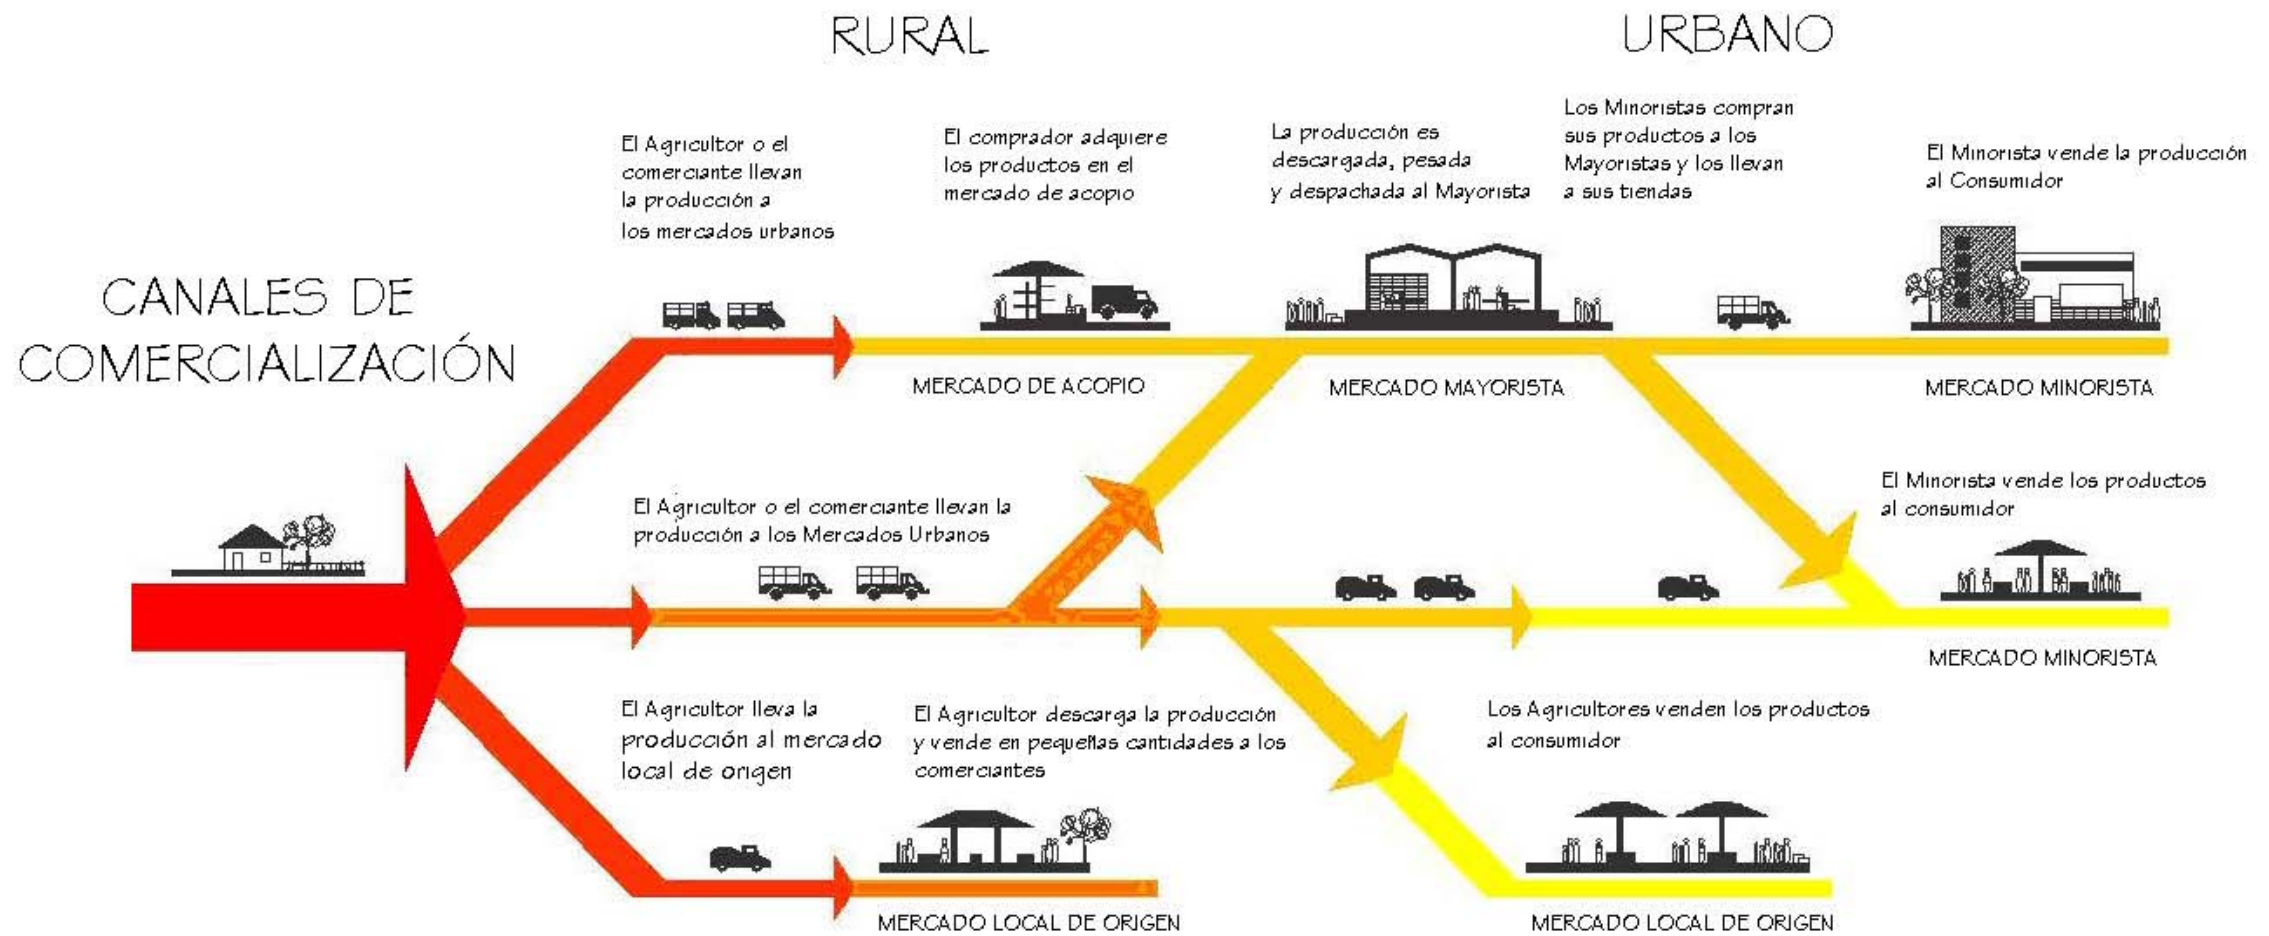 RURAL
URBANO
El Agricultor o el
comerciante llevan
la producción a
los mercados urbanos
El comprador adquiere
los productos en el
mercado de acopio
La producción es
descargada, pesada
y despachada al Mayorista
Los Minoristas compran
sus productos a los
Mayoristas y los llevan
a sus tiendas
El Minorista vende la producción
al Consumidor
CANALES DE
COMERCIALIZACIÓN
MERCADO DE ACOPIO
MERCADO MAYORISTA
MERCADO MINORISTA
El Agricultor o el comerciante llevan la
producción a los Mercados Urbanos
El Minorista vende los productos
al consumidor
MERCADO MINORISTA
El Agricultor lleva la
producción al mercado
local de origen
El Agricultor descarga la producción
y vende en pequeñas cantidades a los
comerciantes
Los Agricultores venden los productos
al consumidor
MERCADO LOCAL DE ORIGEN
MERCADO LOCAL DE ORIGEN